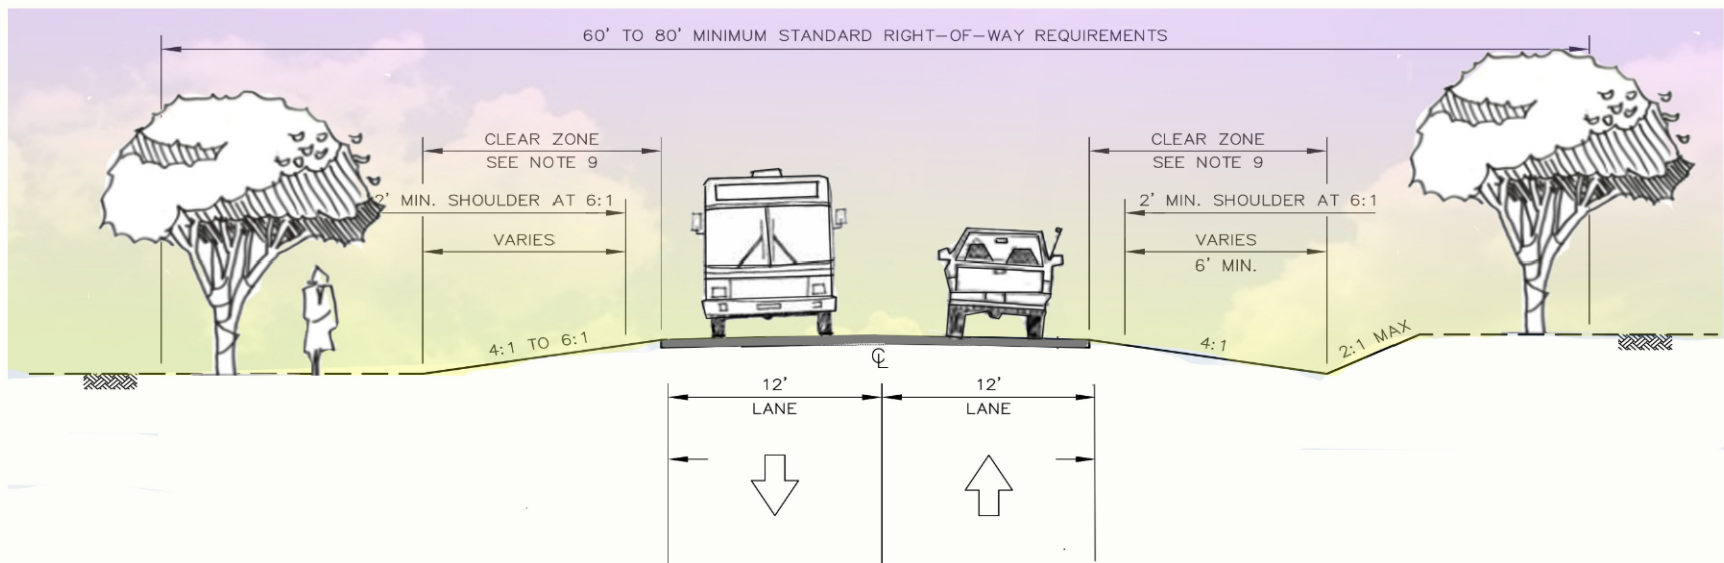 60' TO 80' MINIMUM STANDARD RIGHT-OF-WAY REQUIREMENTS
CLEAR ZONE
SEE NOTE 9
2' MIN. SHOULDER AT 6:1
VARIES
4:1 TO 6:1
CLEAR ZONE
SEE NOTE 9
2' MIN. SHOULDER AT 6:1
VARIES
6' MIN.
4:1
2:1 MAX
℄
12'
LANE
12'
LANE